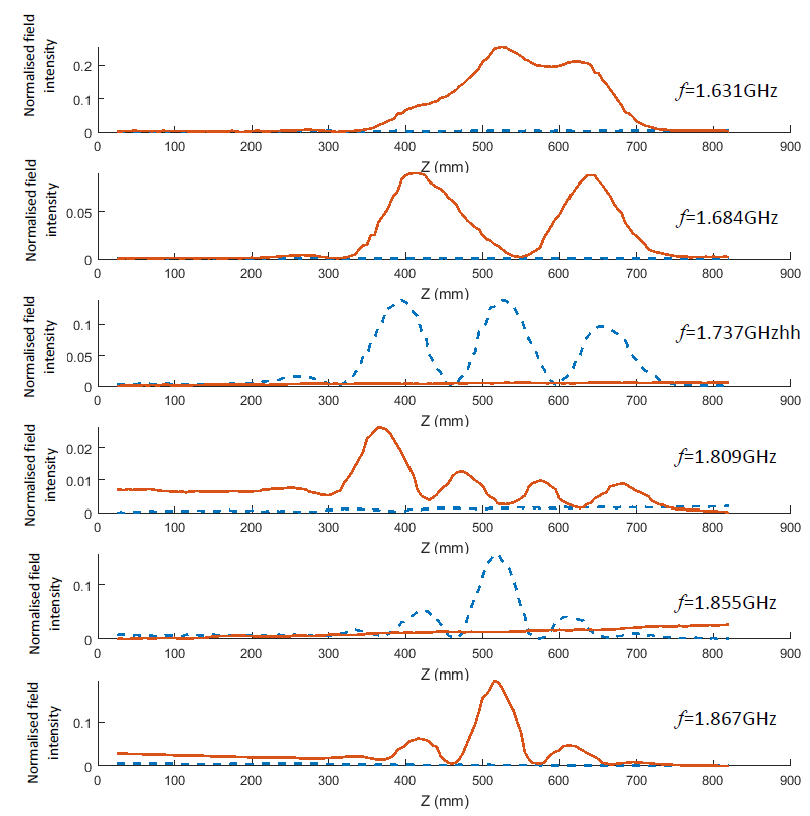 Normalised field
intensity
0.2
0.1
0
f=1.631GHz
0 100 200 300 400 500 600 700 800 900
Z (mm)
Normalised field
intensity
0.05
0
f=1.684GHz
0 100 200 300 400 500 600 700 800 900
Normalised field
intensity
0.1
0.05
0
f=1.737GHzhh
0 100 200 300 400 500 600 700 800 900
Z (mm)
Normalised field
intensity
0.02
0.01
0
f=1.809GHz
0 100 200 300 400 500 600 700 800 900
Z (mm)
Normalised field
intensity
0.1
0
f=1.855GHz
0 100 200 300 400 500 600 700 800 900
Z (mm)
Normalised field
intensity
0.1
0
f=1.867GHz
0 100 200 300 400 500 600 700 800 900
Z (mm)